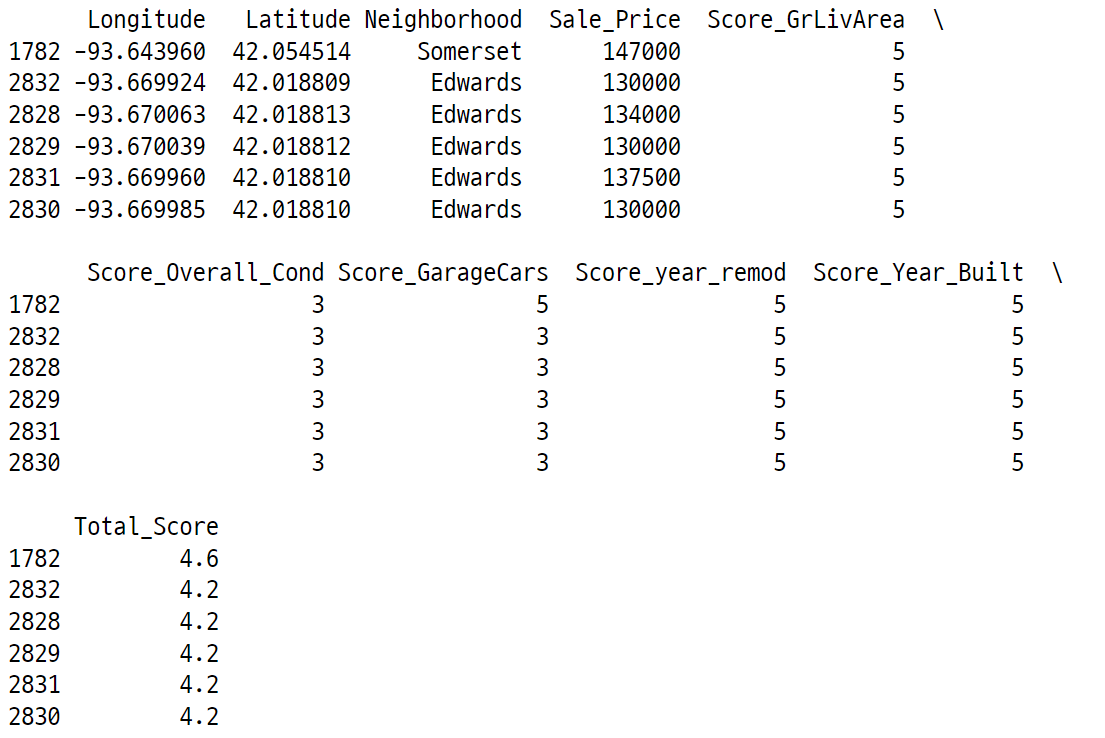 Longitude Latitude Neighborhood Sale_Price Score_GrLivArea \
1782 -93.643960 42.054514 Somerset 147000 5
2832 -93.669924 42.018809 Edwards 130000 5
2828 -93.670063 42.018813 Edwards 134000 5
2829 -93.670039 42.018812 Edwards 130000 5
2831 -93.669960 42.018810 Edwards 137500 5
2830 -93.669985 42.018810 Edwards 130000 5
Score_Overall_Cond Score_GarageCars Score_year_remod Score_Year_Built \
1782 3 5 5 5
2832 3 3 5 5
2828 3 3 5 5
2829 3 3 5 5
2831 3 3 5 5
2830 3 3 5 5
Total_Score
1782 4.6
2832 4.2
2828 4.2
2829 4.2
2831 4.2
2830 4.2